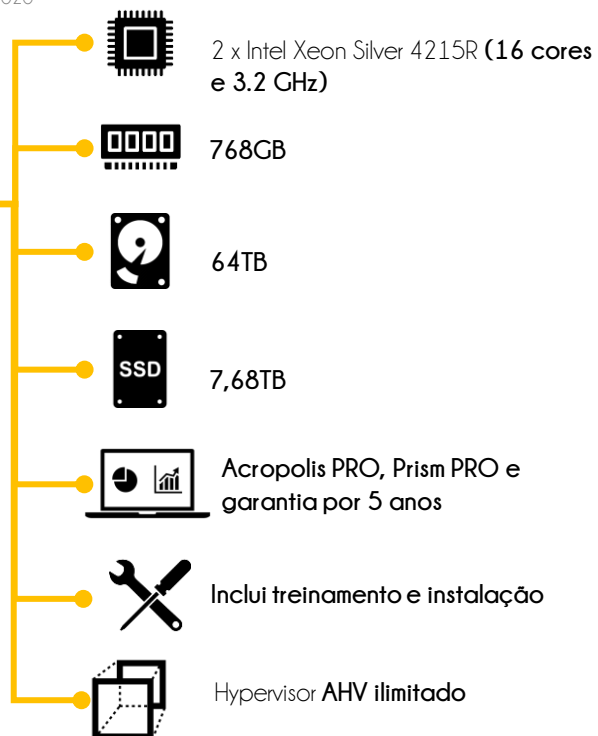 2 x Intel Xeon Silver 4215R (16 cores
e 3.2 GHz)
768GB
64TB
SSD
7,68TB
Acropolis PRO, Prism PRO e
garantia por 5 anos
Inclui treinamento e instalação
Hypervisor AHV ilimitado